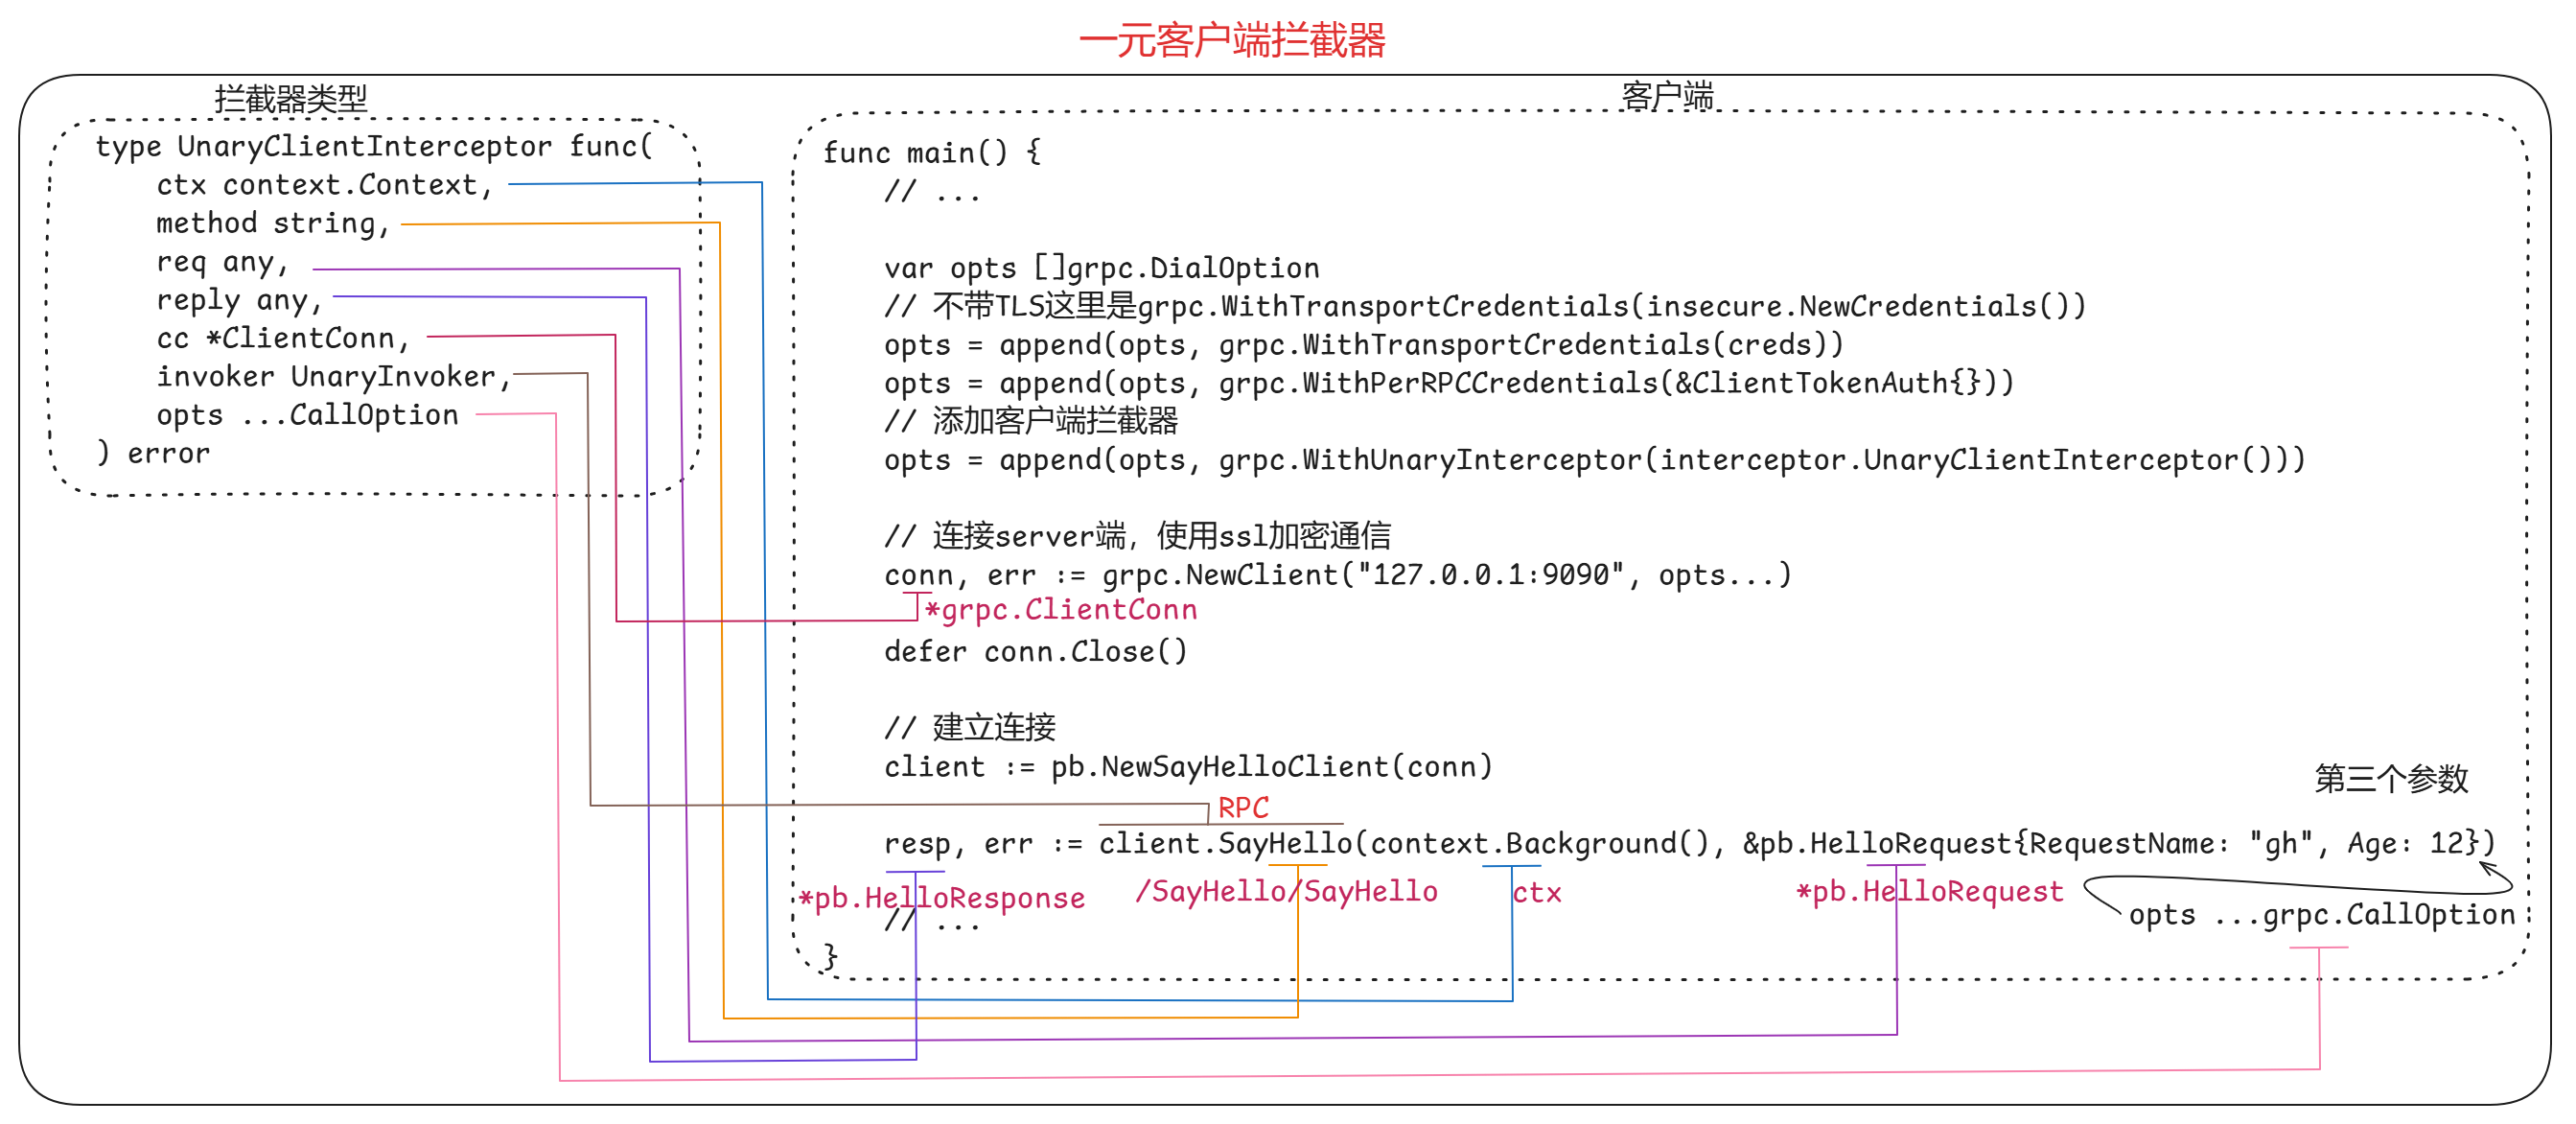 一元客户端拦截器
拦截器类型
type UnaryClientInterceptor func(
ctx context.Context,
method string,
req any,
reply any,
cc *ClientConn,
invoker UnaryInvoker,
opts ...CallOption
) error
客户端
func main() {
// ...
var opts []grpc.DialOption
// 不带TLS这里是grpc.WithTransportCredentials(insecure.NewCredentials())
opts = append(opts, grpc.WithTransportCredentials(creds))
opts = append(opts, grpc.WithPerRPCCredentials(&ClientTokenAuth{}))
// 添加客户端拦截器
opts = append(opts, grpc.WithUnaryInterceptor(interceptor.UnaryClientInterceptor()))
// 连接server端，使用ssl加密通信
conn, err := grpc.NewClient("127.0.0.1:9090", opts...)
*grpc.ClientConn
defer conn.Close()
// 建立连接
client := pb.NewSayHelloClient(conn)
第三个参数
RPC
resp, err := client.SayHello(context.Background(), &pb.HelloRequest{RequestName: "gh", Age: 12})
*pb.HelloResponse
/SayHello/SayHello
ctx
*pb.HelloRequest
opts ...grpc.CallOption
// ...
}